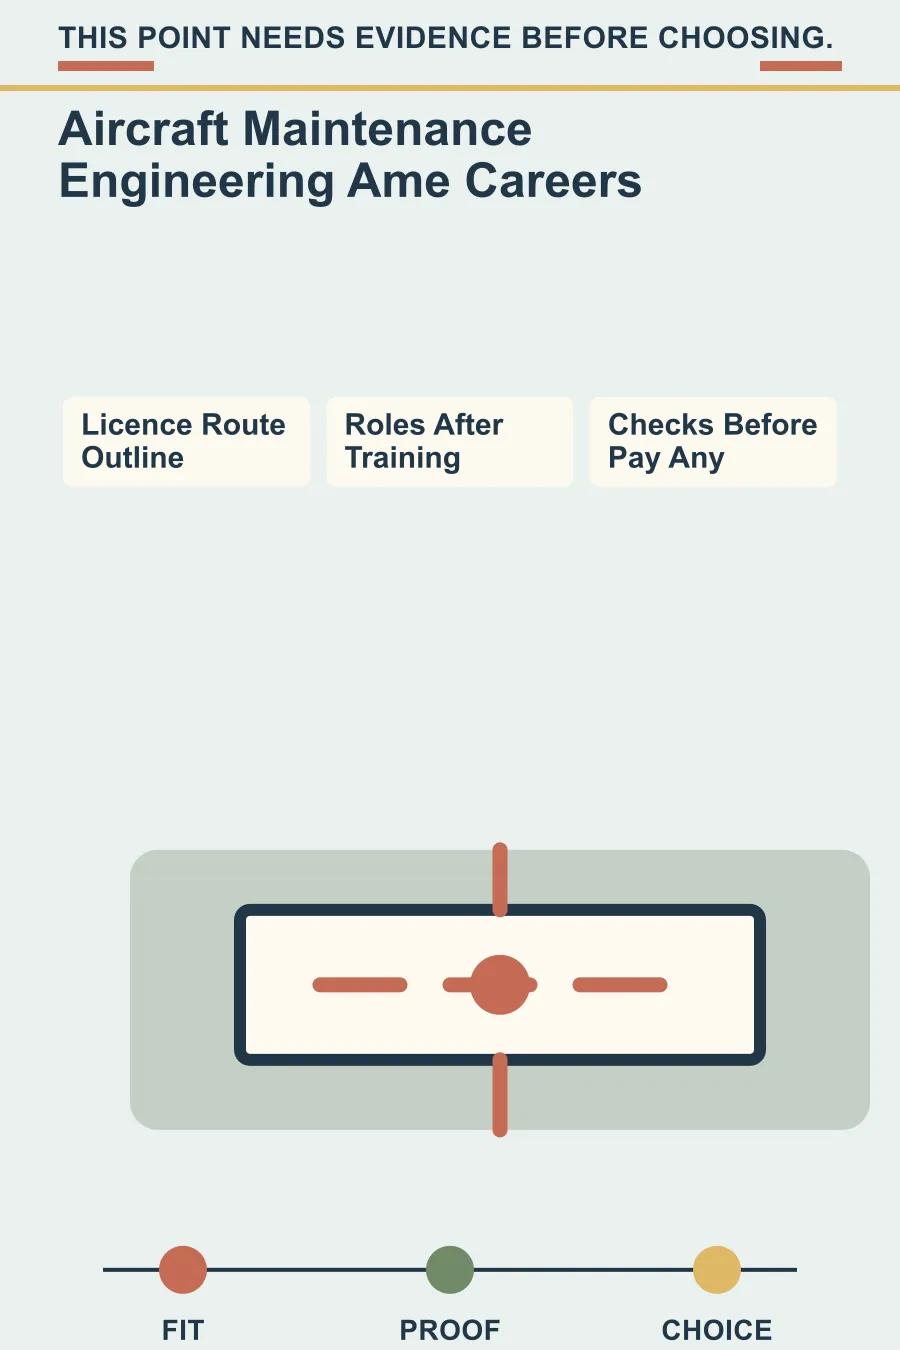 THIS POINT NEEDS EVIDENCE BEFORE CHOOSING.
Aircraft Maintenance
Engineering Ame Careers
Licence Route
Outline
Roles After
Training
Checks Before
Pay Any
FIT
PROOF
CHOICE